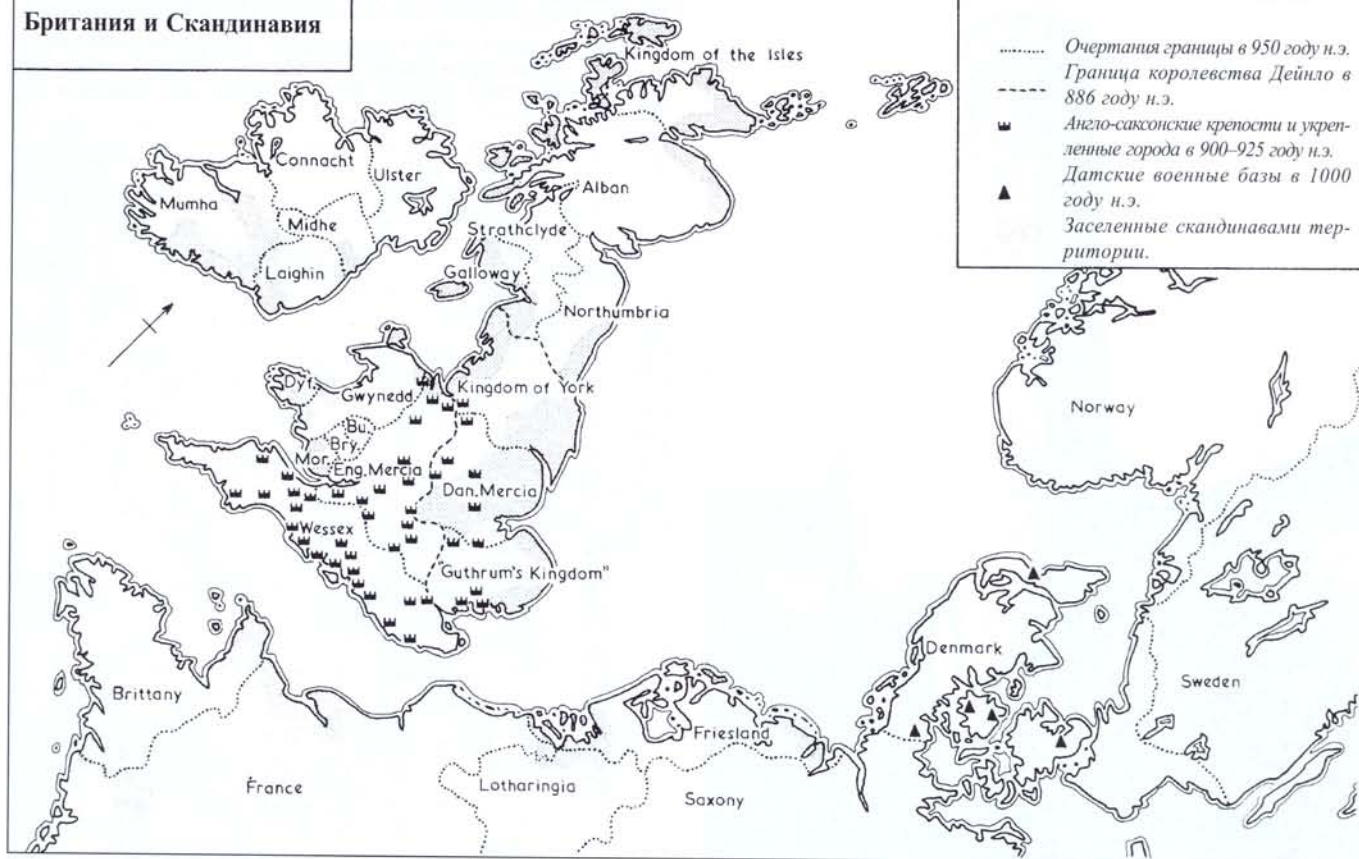 Британия и Скандинавия
Очертания границы в 950 году н.э.
Граница королевства Дейнло в
886 году н.э.
Англо-саксонские крепости и укреп-
ленные города в 900–925 году н.э.
Датские военные базы в 1000
году н.э.
Заселенные скандинавами тер-
ритории.
Kingdom of the Isles
Connacht
Ulster
Alban
Mumha
Midhe
Strathclyde
Laighin
Galloway
Northumbria
Dyf.
Gwynedd
Kingdom of York
Norway
Bu.
Bry.
Mor.
Eng. Mercia
Dan. Mercia
Wessex
"Guthrum's Kingdom"
Denmark
Brittany
Sweden
Friesland
France
Lotharingia
Saxony